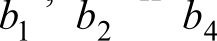 b₁ , b₂ b₄